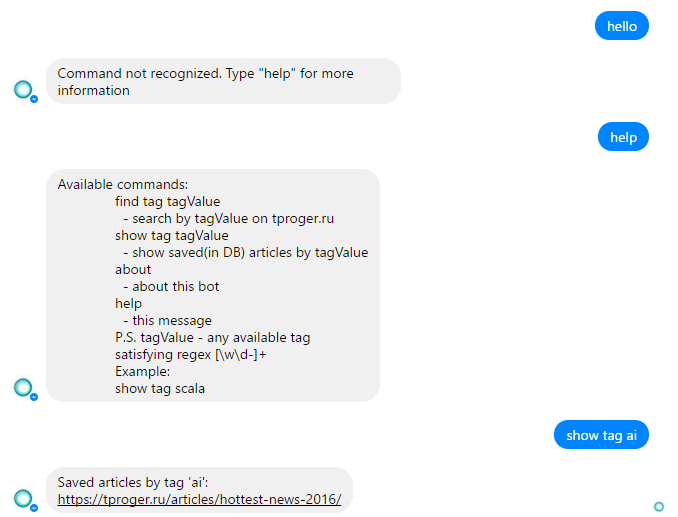 hello
Command not recognized. Type "help" for more
information
help
Available commands:
find tag tagValue
- search by tagValue on tproger.ru
show tag tagValue
- show saved(in DB) articles by tagValue
about
- about this bot
help
- this message
P.S. tagValue - any available tag
satisfying regex [\w\d-]+
Example:
show tag scala
show tag ai
Saved articles by tag 'ai':
https://tproger.ru/articles/hottest-news-2016/